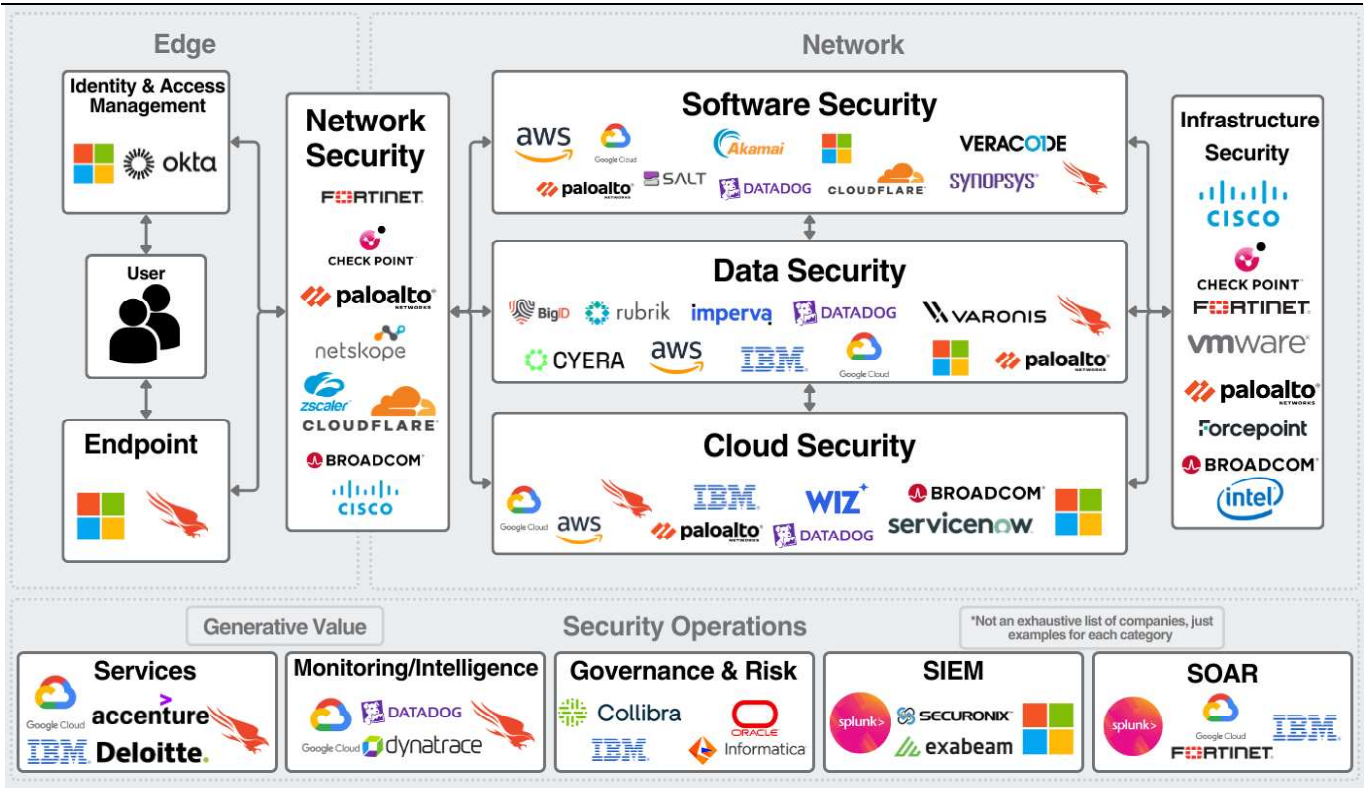 Edge
Network
Identity & Access
Management
okta
User
Endpoint
Network
Security
FORTINET
CHECK POINT
paloalto
NETWORKS
netskope
zscaler
CLOUDFLARE
BROADCOM
CISCO
Software Security
aws
Google Cloud
Akamai
VERACODE
paloalto
NETWORKS
SALT
DATADOG
CLOUDFLARE
SYNOPSYS
Data Security
BigID
rubrik
imperva
DATADOG
VARONIS
CYERA
aws
IBM
Google Cloud
paloalto
NETWORKS
Cloud Security
Google Cloud
aws
IBM
paloalto
NETWORKS
WIZ
DATADOG
BROADCOM
servicenow
Infrastructure
Security
CISCO
CHECK POINT
FORTINET
vmware
paloalto
NETWORKS
Forcepoint
BROADCOM
intel
Generative Value
Security Operations
*Not an exhaustive list of companies, just
examples for each category
Services
Google Cloud
accenture
IBM
Deloitte.
Monitoring/Intelligence
DATADOG
Google Cloud
dynatrace
Governance & Risk
Collibra
ORACLE
IBM
Informatica
SIEM
splunk>
SECURONIX
exabeam
SOAR
splunk>
Google Cloud
FORTINET
IBM